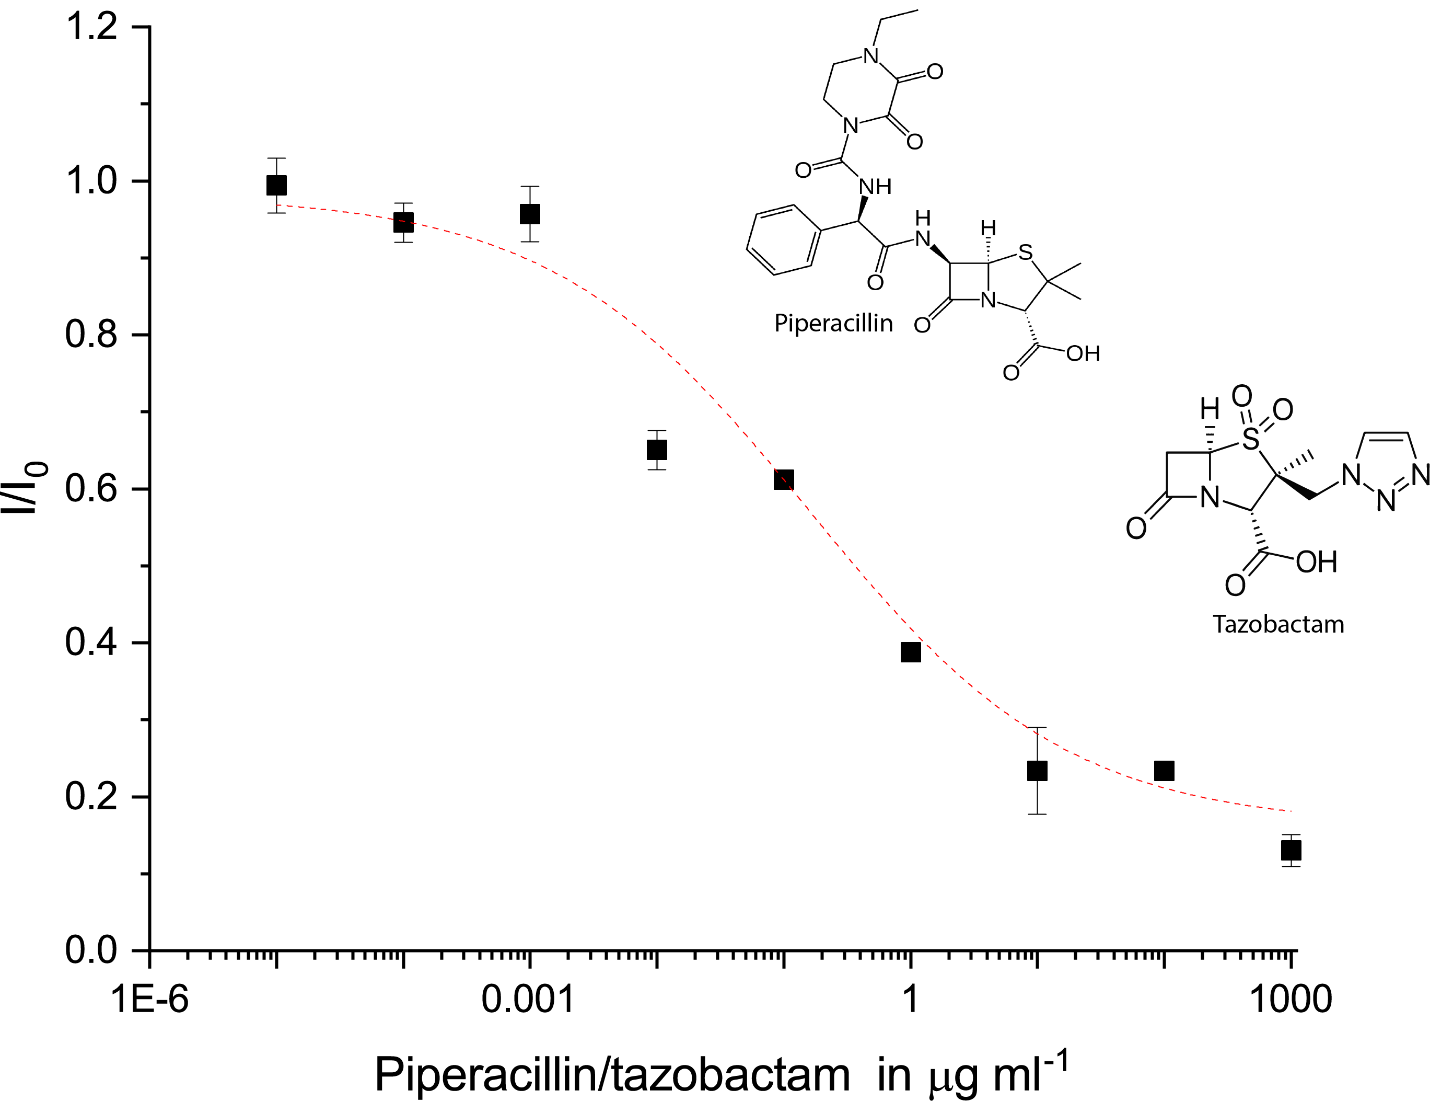 1.2
1.0
0.8
0.6
0.4
0.2
0.0
I/I0
1E-6
0.001
1
1000
Piperacillin/tazobactam in μg ml-1
N
O
N
O
O
NH
H
N
H
S
O
N
O
O
OH
Piperacillin
O
O
H
S
N
N
N
N
O
O
OH
Tazobactam